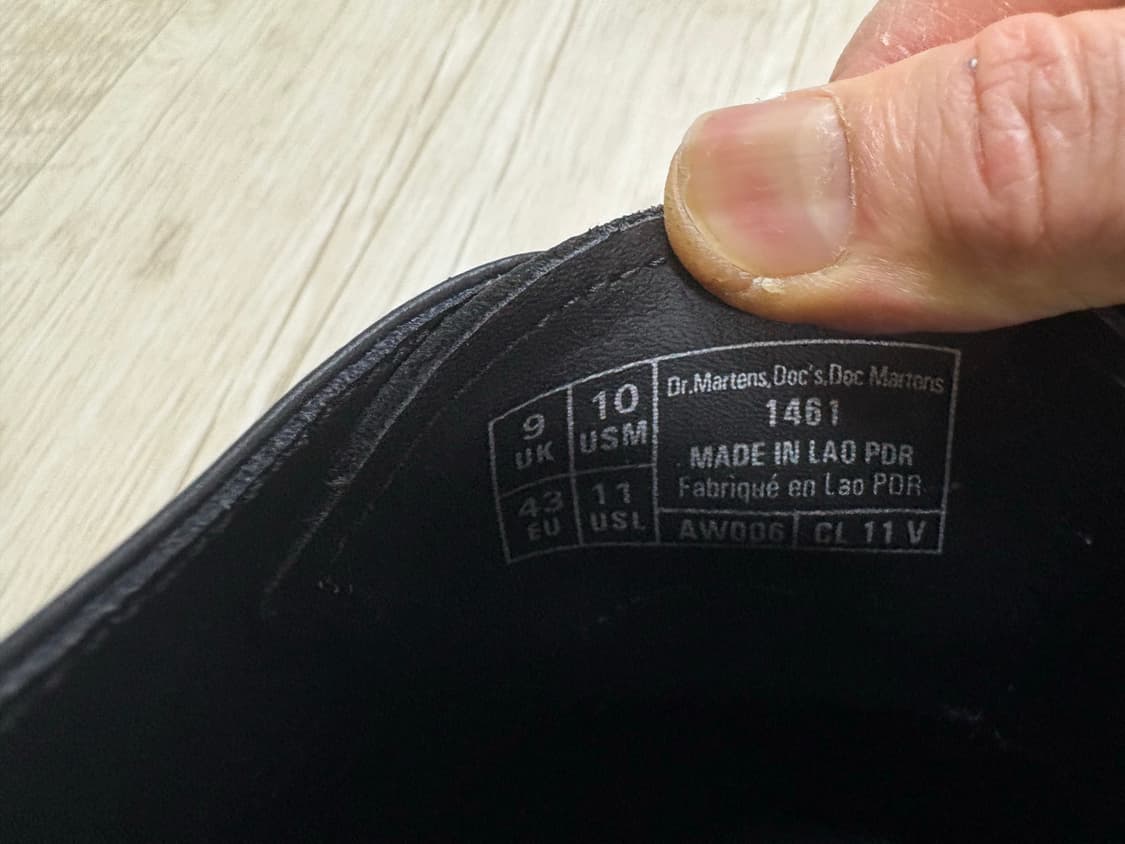 9
UK
10
USM
43
EU
11
USL
Dr.Martens,Doc's,Doc Martens
1461
MADE IN LAO PDR
Fabriqué en Lao PDR
AW006
CL 11 V